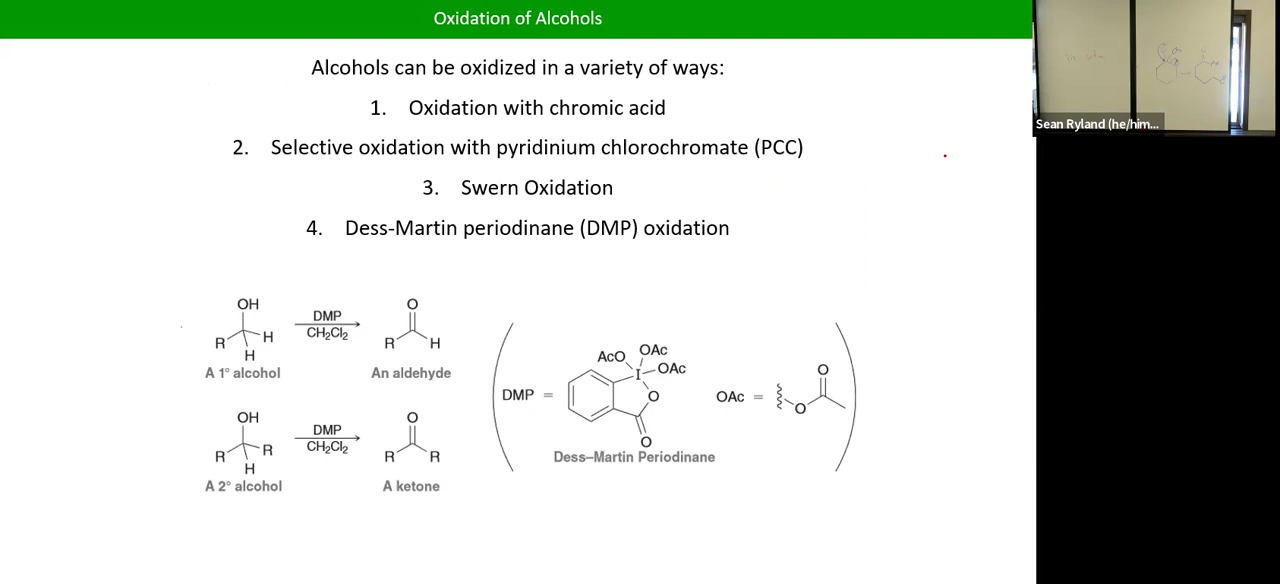 Oxidation of Alcohols
Alcohols can be oxidized in a variety of ways:
1. Oxidation with chromic acid
2. Selective oxidation with pyridinium chlorochromate (PCC)
3. Swern Oxidation
4. Dess-Martin periodinane (DMP) oxidation
OH
R
H
H
A 1° alcohol
DMP
CH₂Cl₂
O
R
H
An aldehyde
OH
R
R
H
A 2° alcohol
DMP
CH₂Cl₂
O
R
R
A ketone
DMP =
AcO
OAc
I
OAc
O
O
Dess–Martin Periodinane
OAc =
O
O
Sean Ryland (he/him...